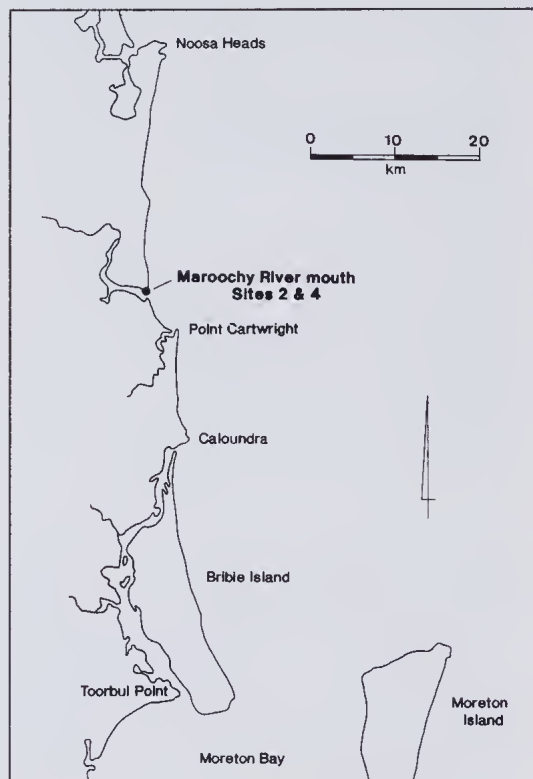 Noosa Heads
0 10 20
km
Maroochy River mouth
Sites 2 & 4
Point Cartwright
Caloundra
Bribie Island
Toorbul Point
Moreton
Island
Moreton Bay